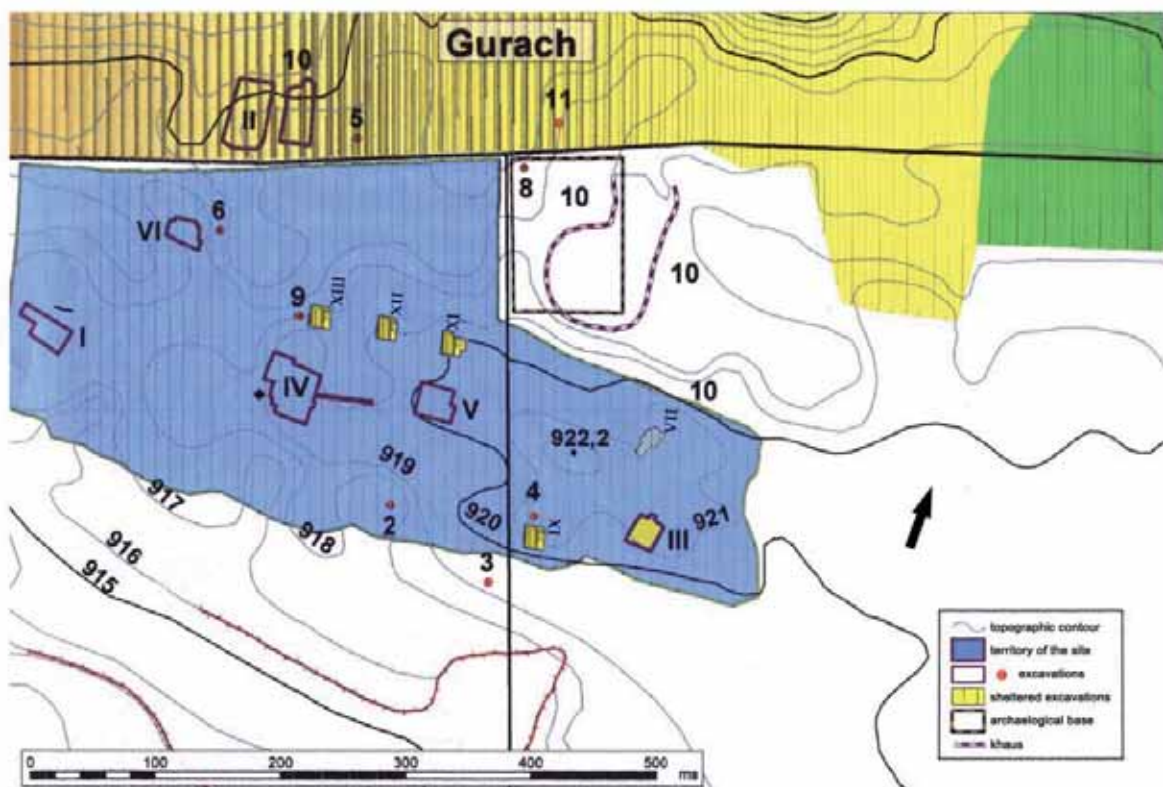 Gurach
10
II
5
11
8
10
VI
6
10
9
XIII
XII
XI
I
IV
V
10
VII
922,2
919
917
4
920
XI
921
III
2
918
916
3
915
topographic contour
territory of the site
excavations
sheltered excavations
archaelogical base
khaus
0 100 200 300 400 500 ms